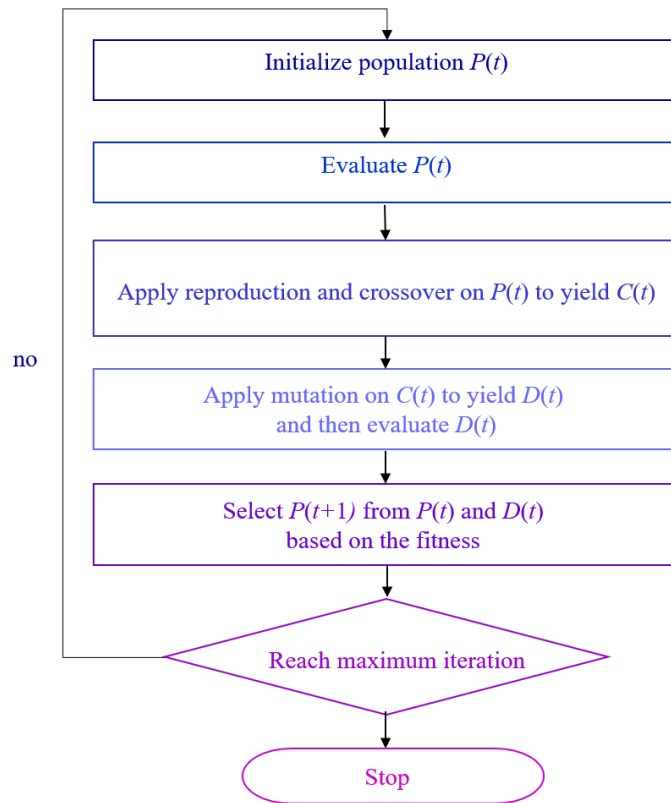 Initialize population P(t)
Evaluate P(t)
Apply reproduction and crossover on P(t) to yield C(t)
no
Apply mutation on C(t) to yield D(t)
and then evaluate D(t)
Select P(t+1) from P(t) and D(t)
based on the fitness
Reach maximum iteration
Stop